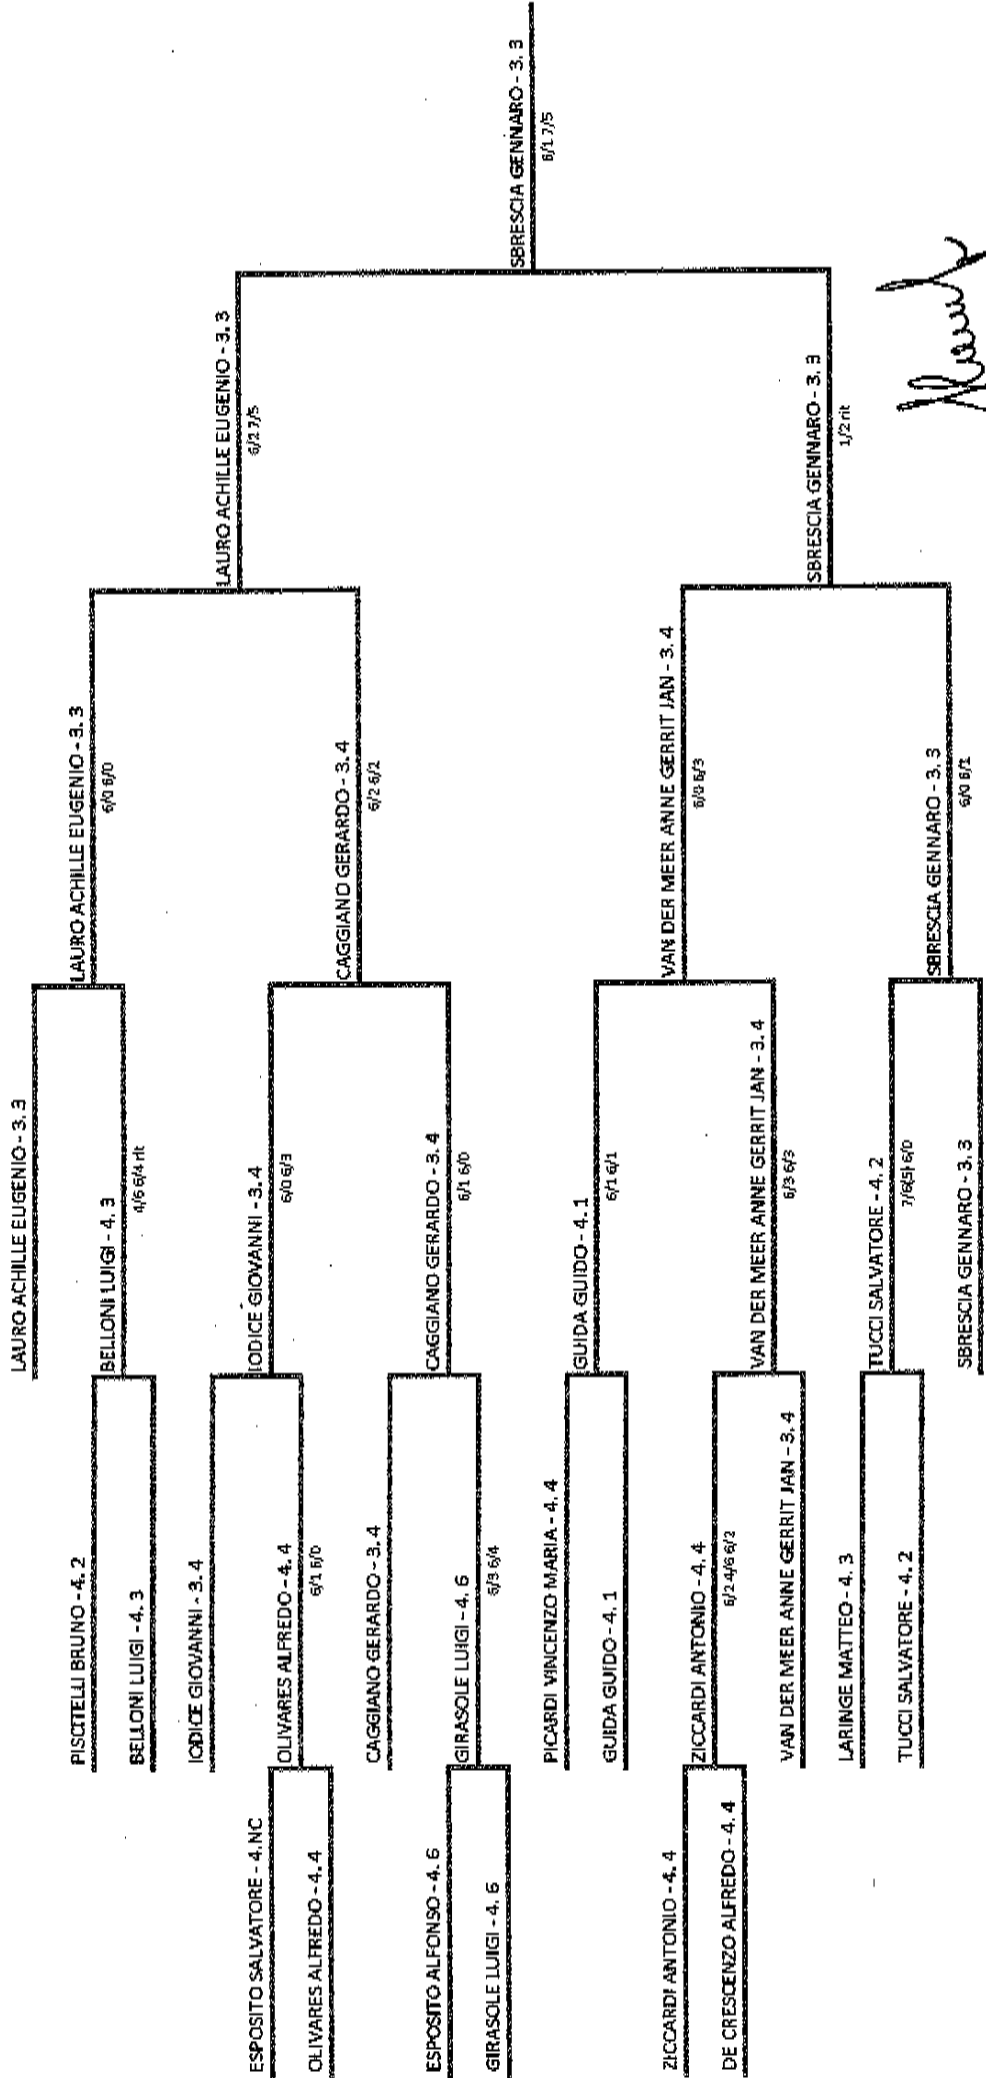 ESPOSITO SALVATORE - 4.NC
OLIVARES ALFREDO - 4. 4
ESPOSITO ALFONSO - 4. 6
GIRASOLE LUIGI - 4. 6
ZICCARDI ANTONIO - 4. 4
DE CRESCENZO ALFREDO - 4. 4
PISCITELLI BRUNO - 4. 2
BELLONI LUIGI - 4. 3
IODICE GIOVANNI - 3. 4
OLIVARES ALFREDO - 4. 4
6/1 6/0
CAGGIANO GERARDO - 3. 4
GIRASOLE LUIGI - 4. 6
6/3 6/4
PICARDI VINCENZO MARIA - 4. 4
GUIDA GUIDO - 4. 1
ZICCARDI ANTONIO - 4. 4
6/2 4/6 6/2
VAN DER MEER ANNE GERRIT JAN - 3. 4
LARINGE MATTEO - 4. 3
TUCCI SALVATORE - 4. 2
LAURO ACHILLE EUGENIO - 3. 3
BELLONI LUIGI - 4. 3
4/6 6/4 rit
IODICE GIOVANNI - 3. 4
6/0 6/3
CAGGIANO GERARDO - 3. 4
6/1 6/0
GUIDA GUIDO - 4. 1
6/1 6/1
VAN DER MEER ANNE GERRIT JAN - 3. 4
6/3 6/3
TUCCI SALVATORE - 4. 2
7/6(5) 6/0
SBRESCIA GENNARO - 3. 3
LAURO ACHILLE EUGENIO - 3. 3
6/0 6/0
CAGGIANO GERARDO - 3. 4
6/2 6/2
VAN DER MEER ANNE GERRIT JAN - 3. 4
6/0 6/3
SBRESCIA GENNARO - 3. 3
6/0 6/1
LAURO ACHILLE EUGENIO - 3. 3
6/2 7/5
SBRESCIA GENNARO - 3. 3
1/2 rit
SBRESCIA GENNARO - 3. 3
6/1 7/5